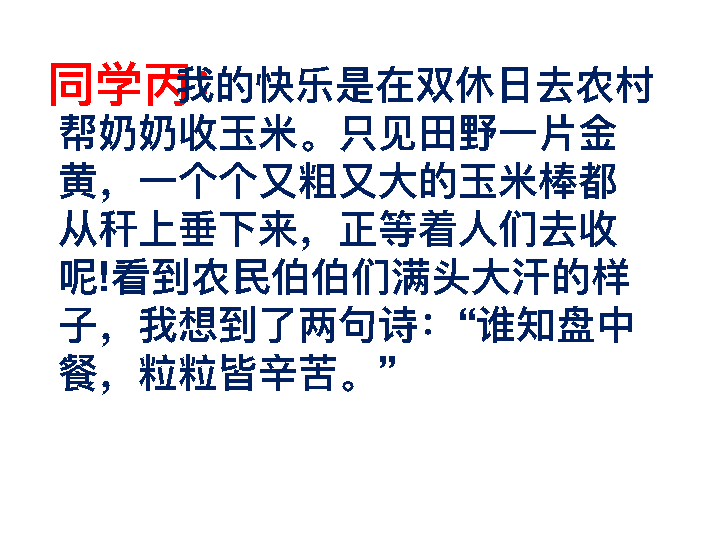 同学丙：我的快乐是在双休日去农村
帮奶奶收玉米。只见田野一片金
黄，一个个又粗又大的玉米棒都
从秆上垂下来，正等着人们去收
呢!看到农民伯伯们满头大汗的样
子，我想到了两句诗：“谁知盘中
餐，粒粒皆辛苦。”